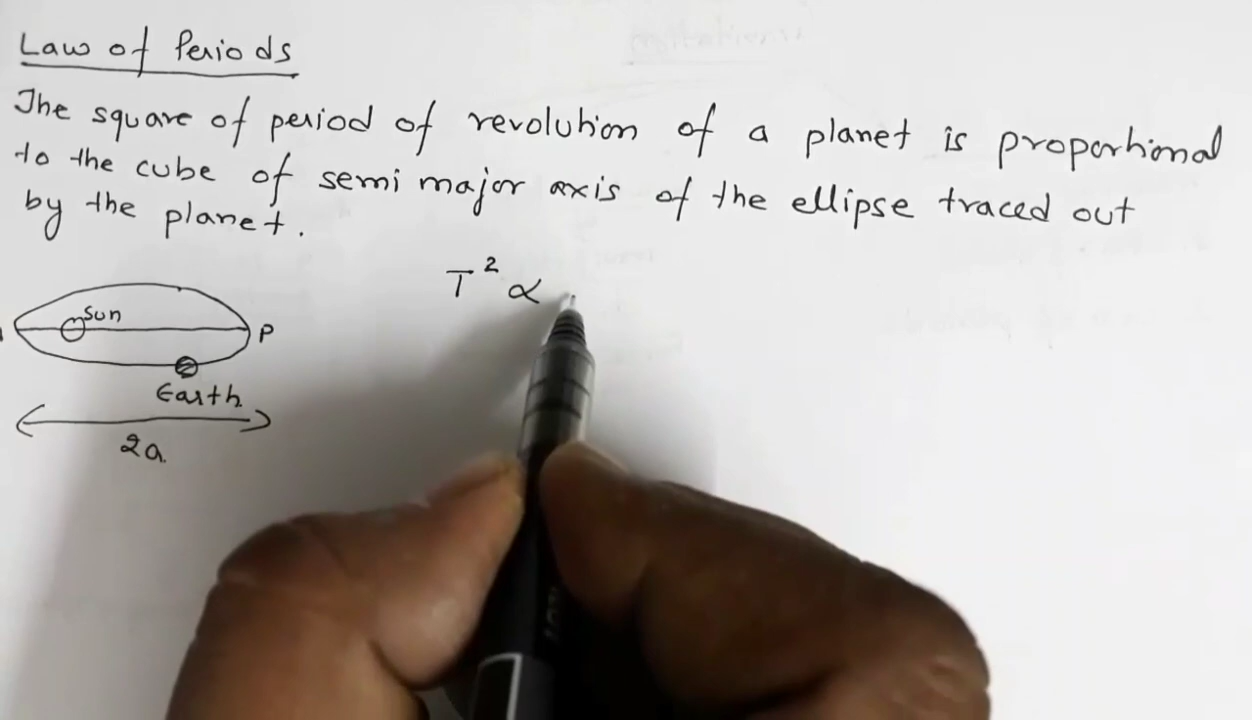 Law of Periods
The square of period of revolution of a planet is proportional
to the cube of semi major axis of the ellipse traced out
by the planet.
T² ∝
Sun
P
Earth
2a